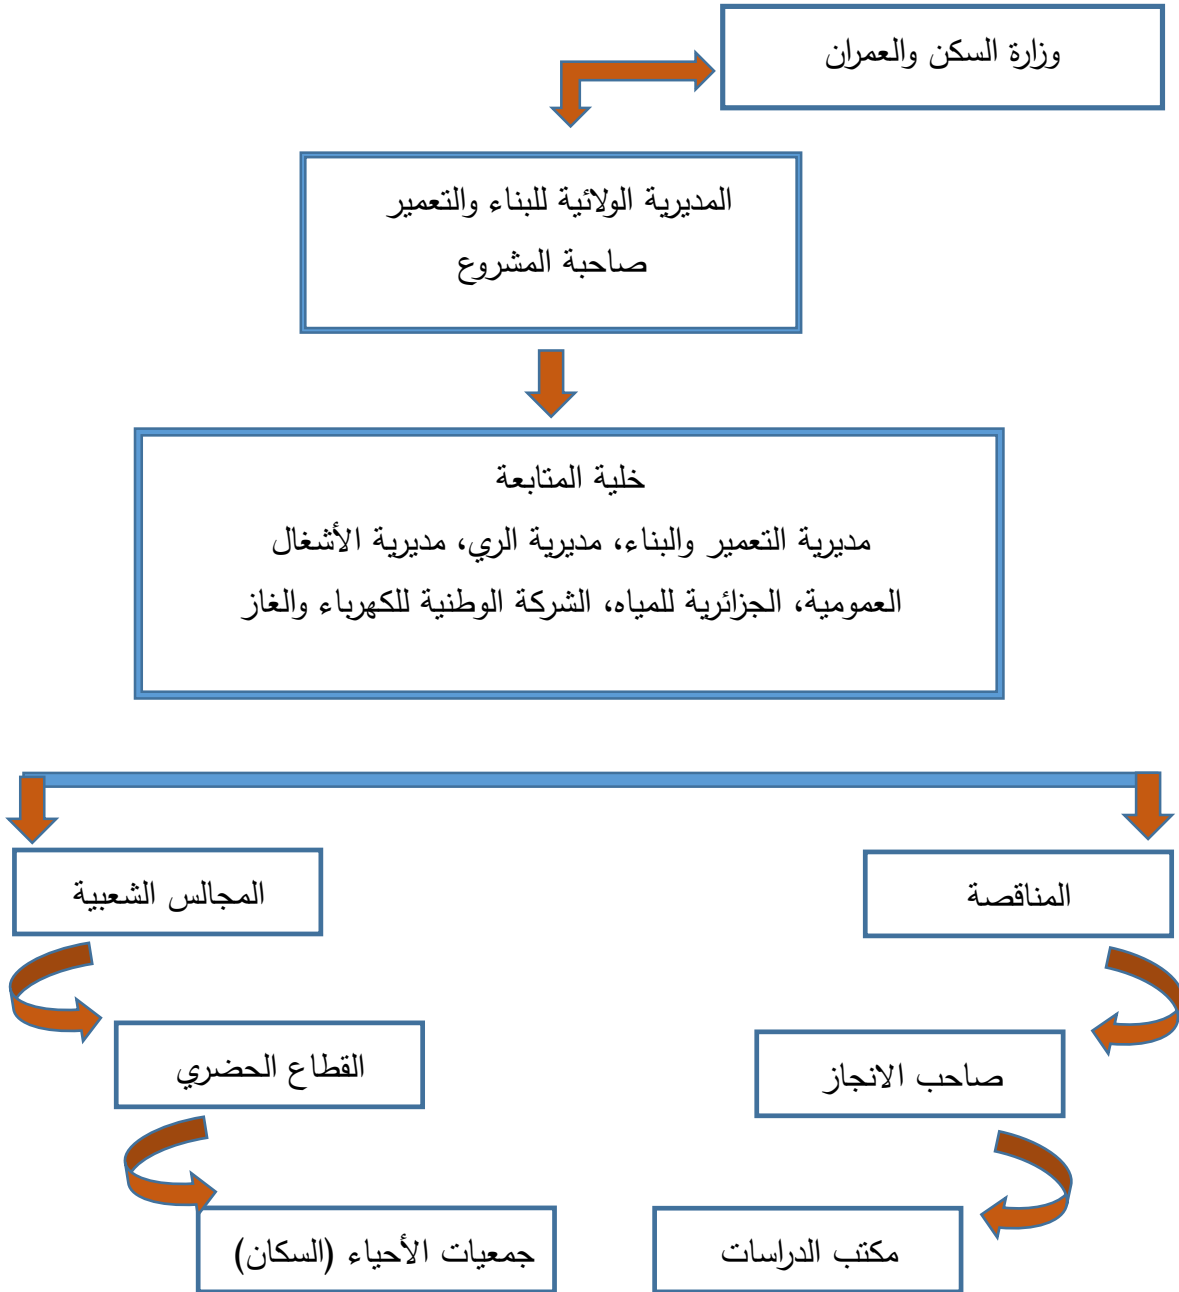 وزارة السكن والعمران
المديرية الولائية للبناء والتعمير
صاحبة المشروع
خلية المتابعة
مديرية التعمير والبناء، مديرية الري، مديرية الأشغال
العمومية، الجزائرية للمياه، الشركة الوطنية للكهرباء والغاز
المناقصة
المجالس الشعبية
صاحب الانجاز
القطاع الحضري
مكتب الدراسات
جمعيات الأحياء (السكان)